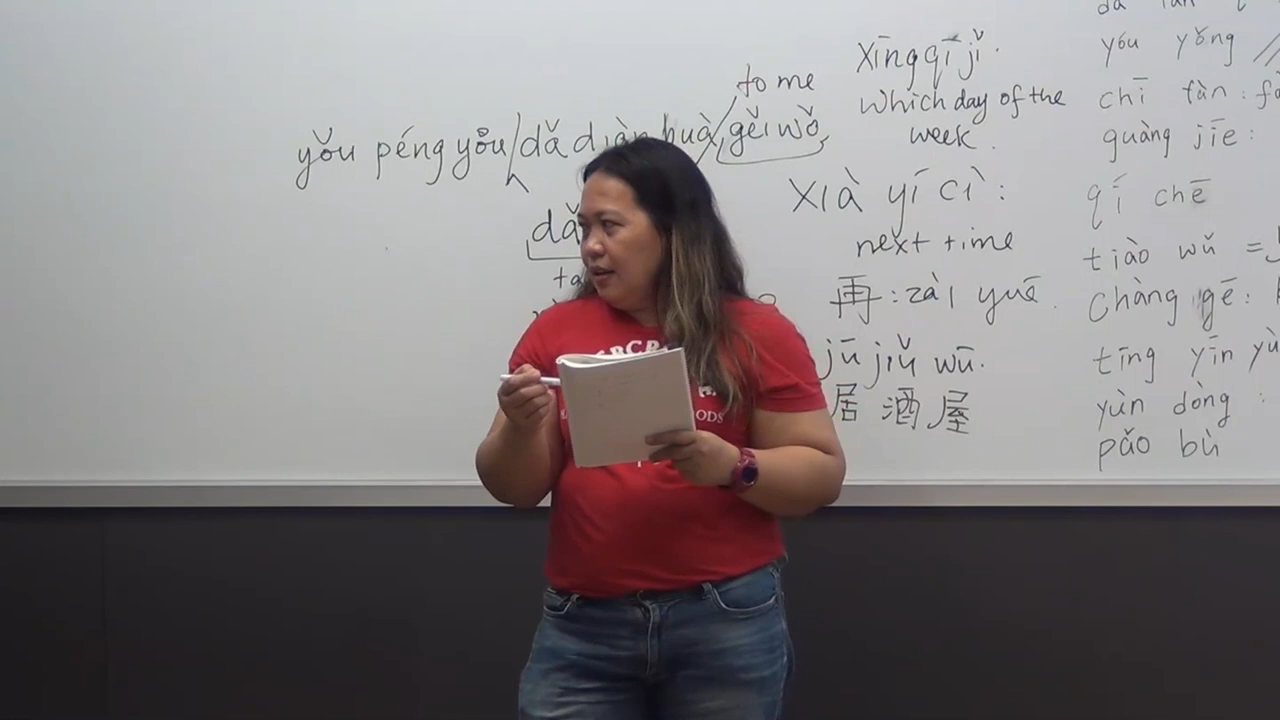 to me
yǒu péng yǒu / dǎ diàn huà / gěi wǒ
dǎ
xīng qī jǐ.
which day of the
week.
xià yí cì:
next time
再:zài yuē.
jū jiǔ wū.
居酒屋
yóu yǒng
chī fàn:
guàng jiē:
qí chē
tiào wǔ =
chàng gē:
tīng yīn
yùn dòng:
pǎo bù
ODS